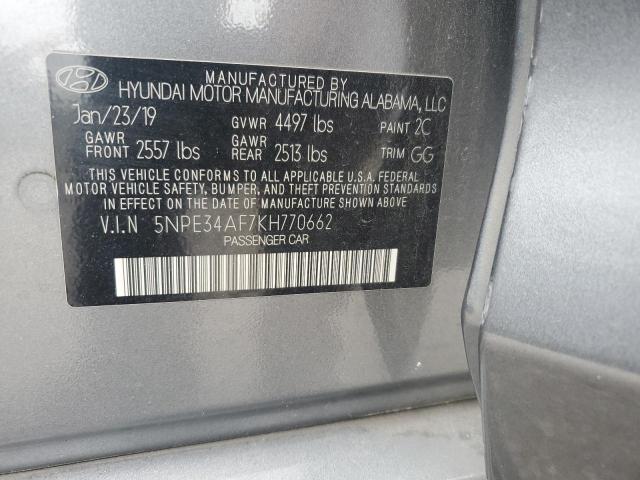 MANUFACTURED BY
HYUNDAI MOTOR MANUFACTURING ALABAMA, LLC
Jan/23/19 GVWR 4497 lbs PAINT 2C
GAWR FRONT 2557 lbs GAWR REAR 2513 lbs TRIM GG
THIS VEHICLE CONFORMS TO ALL APPLICABLE U.S.A. FEDERAL
MOTOR VEHICLE SAFETY, BUMPER, AND THEFT PREVENTION STANDARDS
IN EFFECT ON THE DATE OF MANUFACTURE SHOWN ABOVE.
V.I.N 5NPE34AF7KH770662
PASSENGER CAR